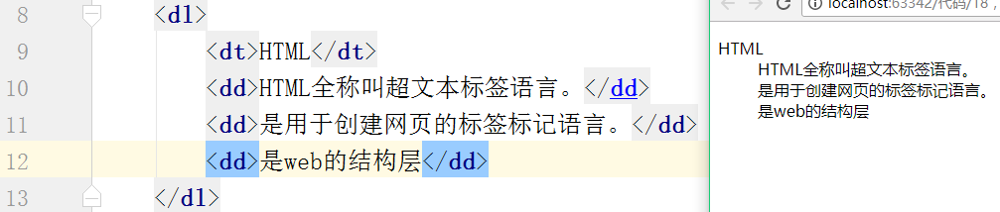 8 <dl>
9 <dt>HTML</dt>
10 <dd>HTML全称叫超文本标签语言。</dd>
11 <dd>是用于创建网页的标签标记语言。</dd>
12 <dd>是web的结构层</dd>
13 </dl>
localhost:63342/代码/18，
HTML
HTML全称叫超文本标签语言。
是用于创建网页的标签标记语言。
是web的结构层